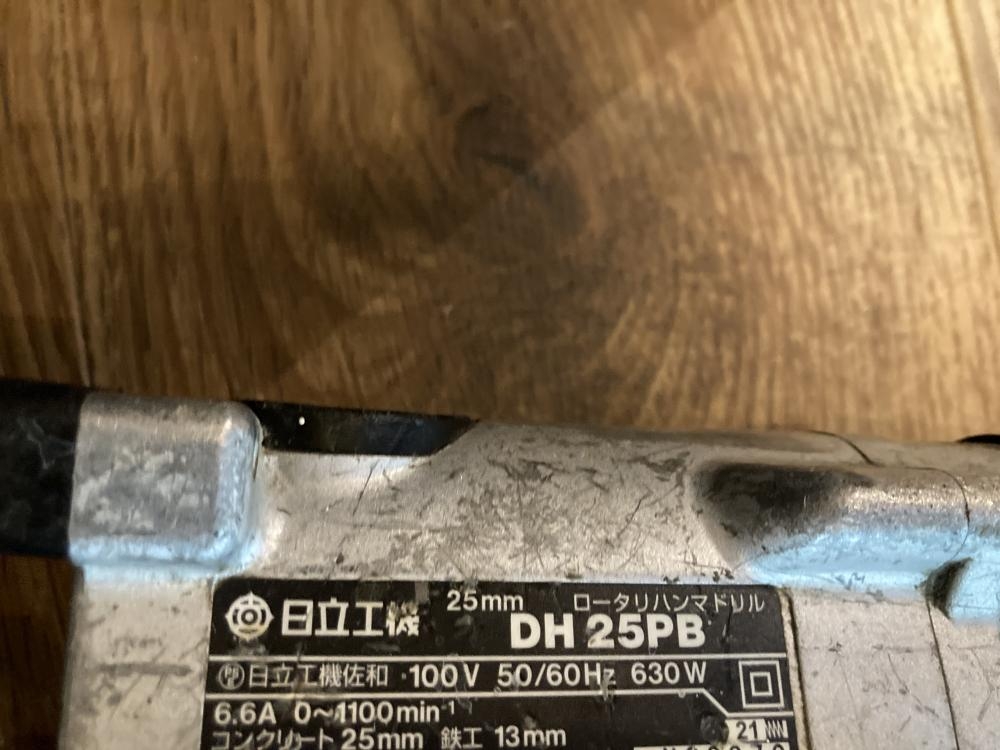 日立工機 25mm ロータリハンマドリル
DH 25PB
日立工機佐和 100V 50/60Hz 630W
6.6A 0~1100min⁻¹
コンクリート 25mm 鉄工 13mm
21